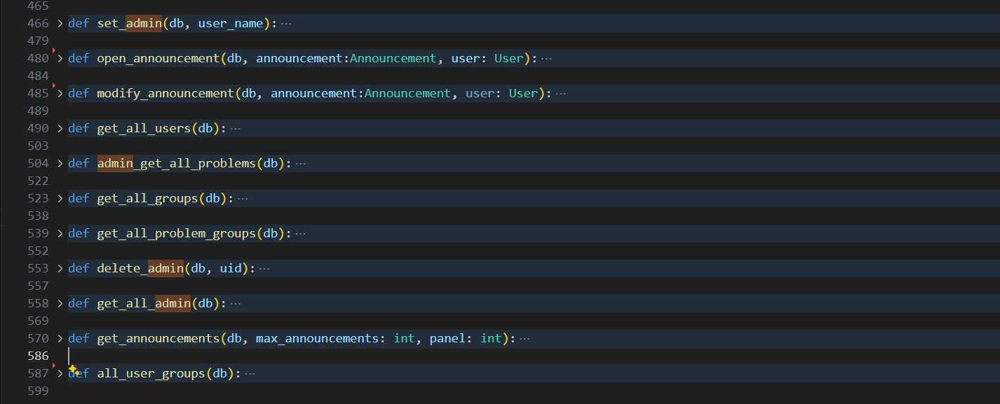 465
466 > def set_admin(db, user_name): ···
479
480 > def open_announcement(db, announcement:Announcement, user: User): ···
484
485 > def modify_announcement(db, announcement:Announcement, user: User): ···
489
490 > def get_all_users(db): ···
503
504 > def admin_get_all_problems(db): ···
522
523 > def get_all_groups(db): ···
538
539 > def get_all_problem_groups(db): ···
552
553 > def delete_admin(db, uid): ···
557
558 > def get_all_admin(db): ···
569
570 > def get_announcements(db, max_announcements: int, panel: int): ···
586
587 > def all_user_groups(db): ···
599